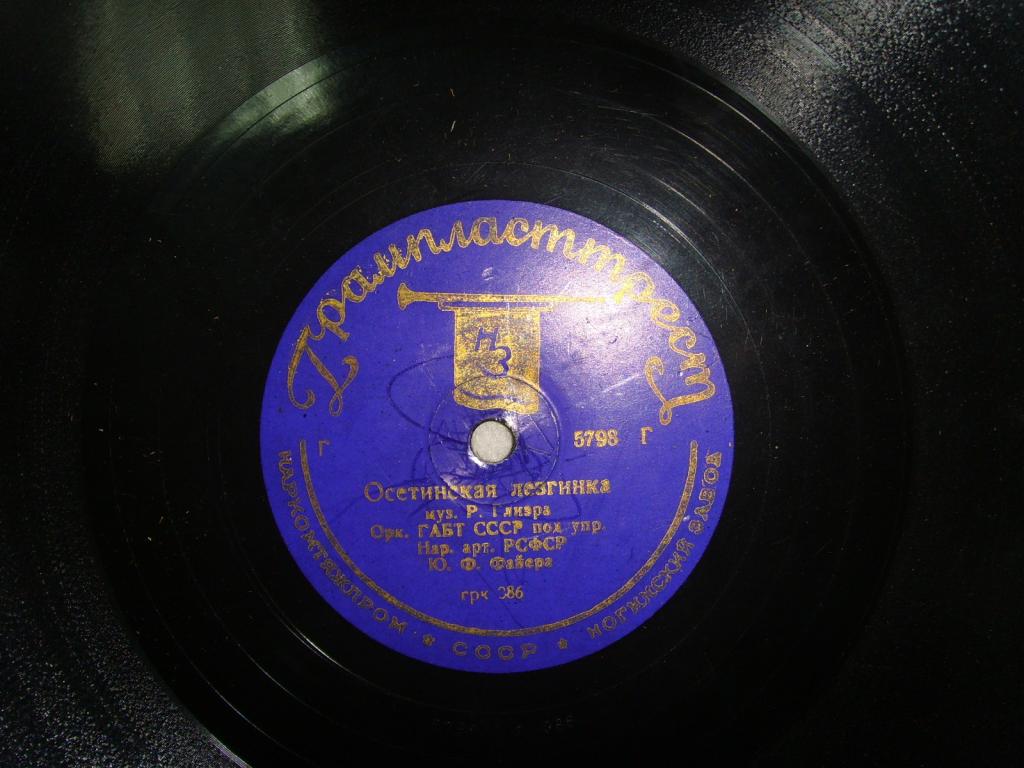 Грампласттрест
НЗ
Г
5798 Г
Осетинская лезгинка
муз. Р. Глиэра
Орк. ГАБТ СССР под упр.
Нар. арт. РСФСР
Ю. Ф. Файера
грк 386
НАРКОМТЯЖПРОМ * СССР * НОГИНСКИЙ ЗАВОД